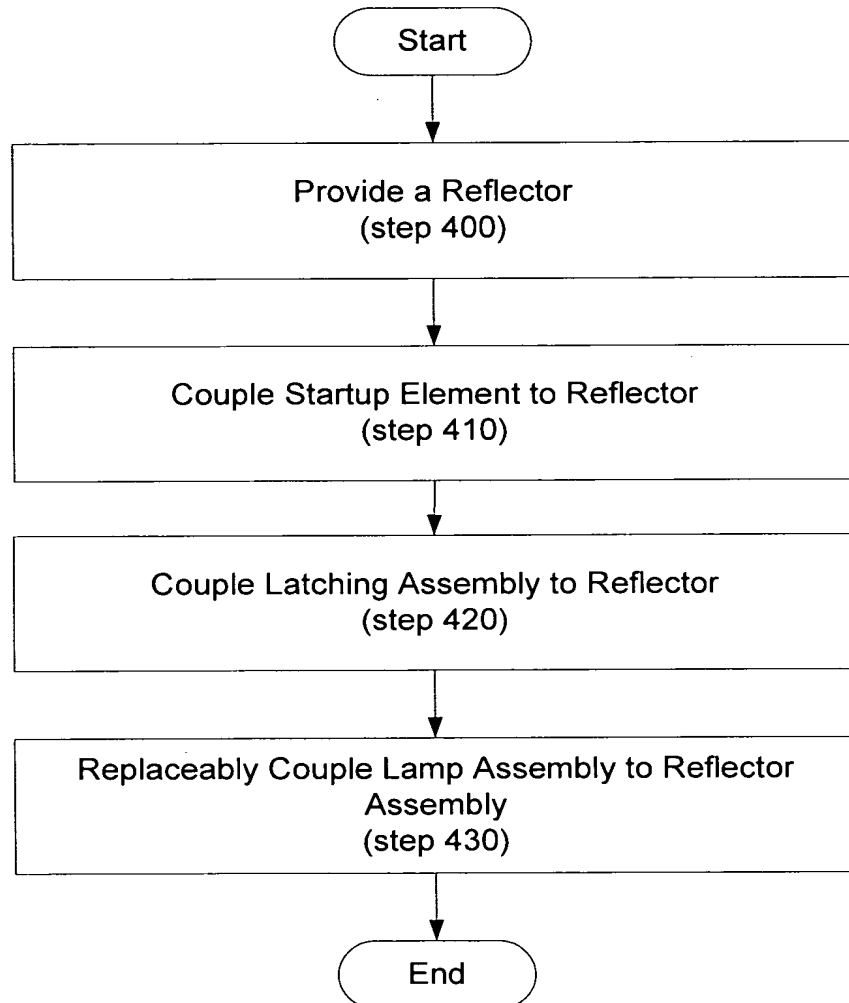 Start
Provide a Reflector
(step 400)
Couple Startup Element to Reflector
(step 410)
Couple Latching Assembly to Reflector
(step 420)
Replaceably Couple Lamp Assembly to Reflector
Assembly
(step 430)
End